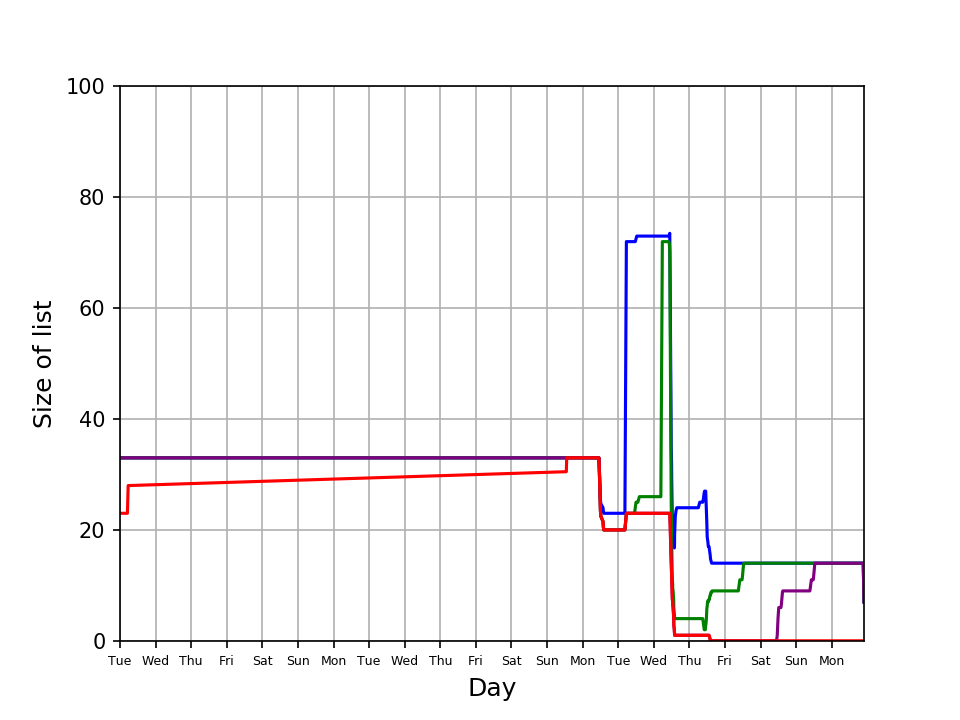 100
80
60
40
20
0
Size of list
Tue Wed Thu Fri Sat Sun Mon Tue Wed Thu Fri Sat Sun Mon Tue Wed Thu Fri Sat Sun Mon
Day